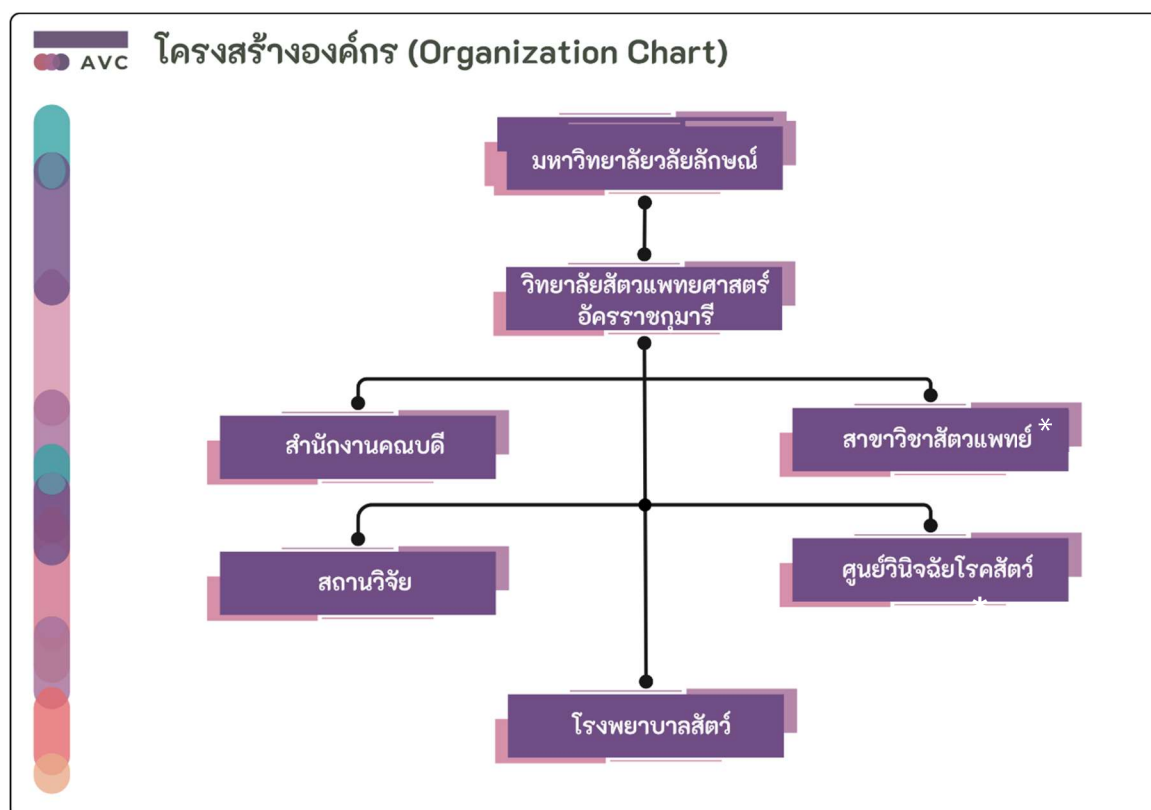 AVC
โครงสร้างองค์กร (Organization Chart)
มหาวิทยาลัยวลัยลักษณ์
วิทยาลัยสัตวแพทยศาสตร์
อัครราชกุมารี
สำนักงานคณบดี
สาขาวิชาสัตวแพทย์ *
สถานวิจัย
ศูนย์วินิจฉัยโรคสัตว์
*
โรงพยาบาลสัตว์